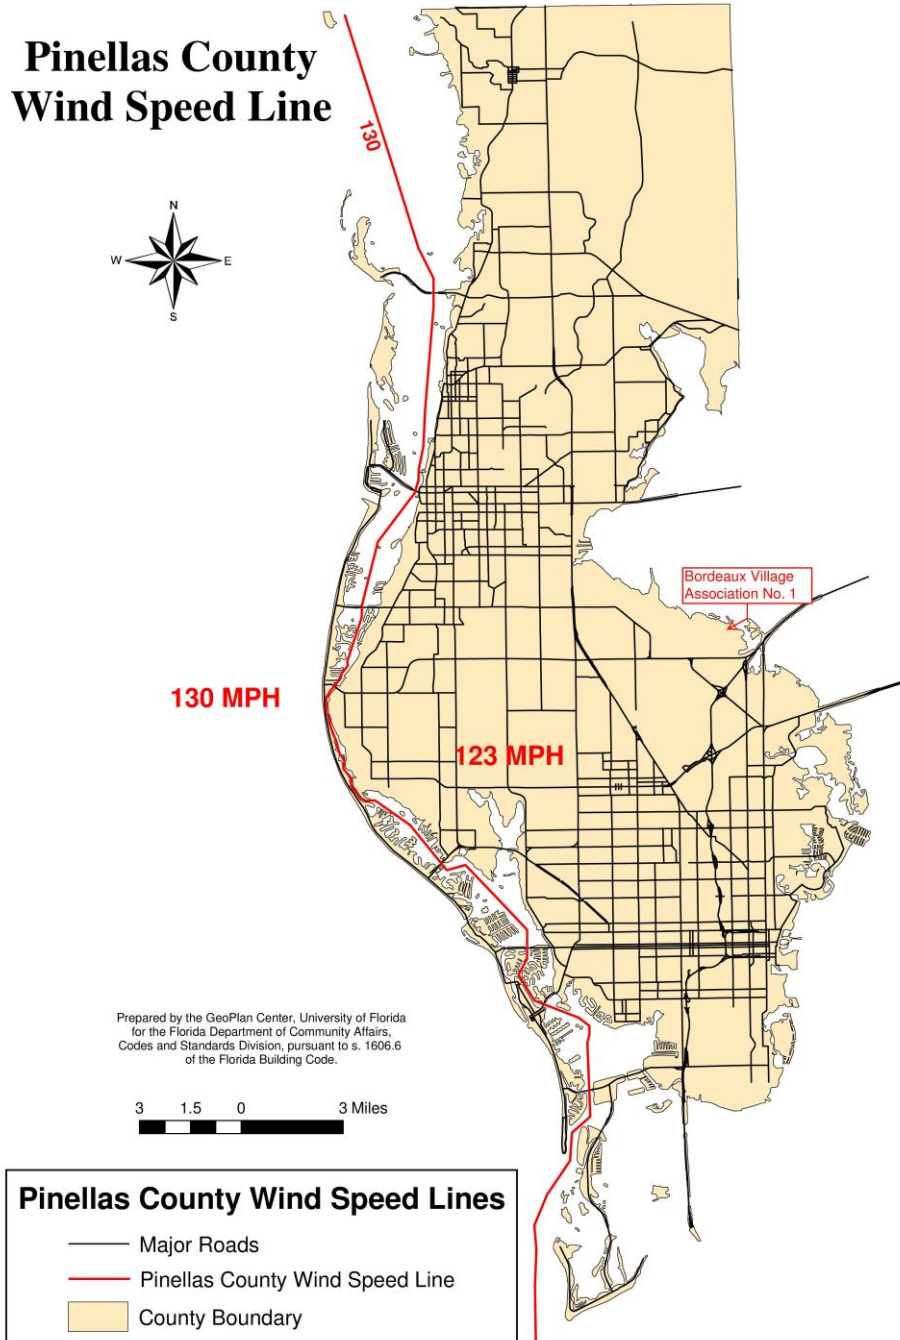 Pinellas County
Wind Speed Line
130
N
W
E
S
Bordeaux Village
Association No. 1
130 MPH
123 MPH
Prepared by the GeoPlan Center, University of Florida
for the Florida Department of Community Affairs,
Codes and Standards Division, pursuant to s. 1606.6
of the Florida Building Code.
3 1.5 0 3 Miles
Pinellas County Wind Speed Lines
Major Roads
Pinellas County Wind Speed Line
County Boundary